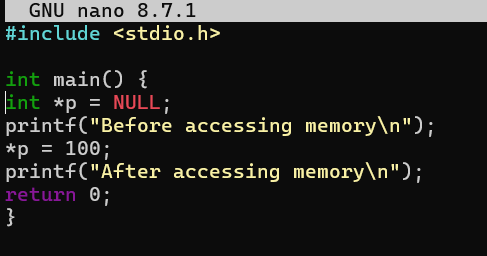 GNU nano 8.7.1
#include <stdio.h>
int main() {
int *p = NULL;
printf("Before accessing memory\n");
*p = 100;
printf("After accessing memory\n");
return 0;
}